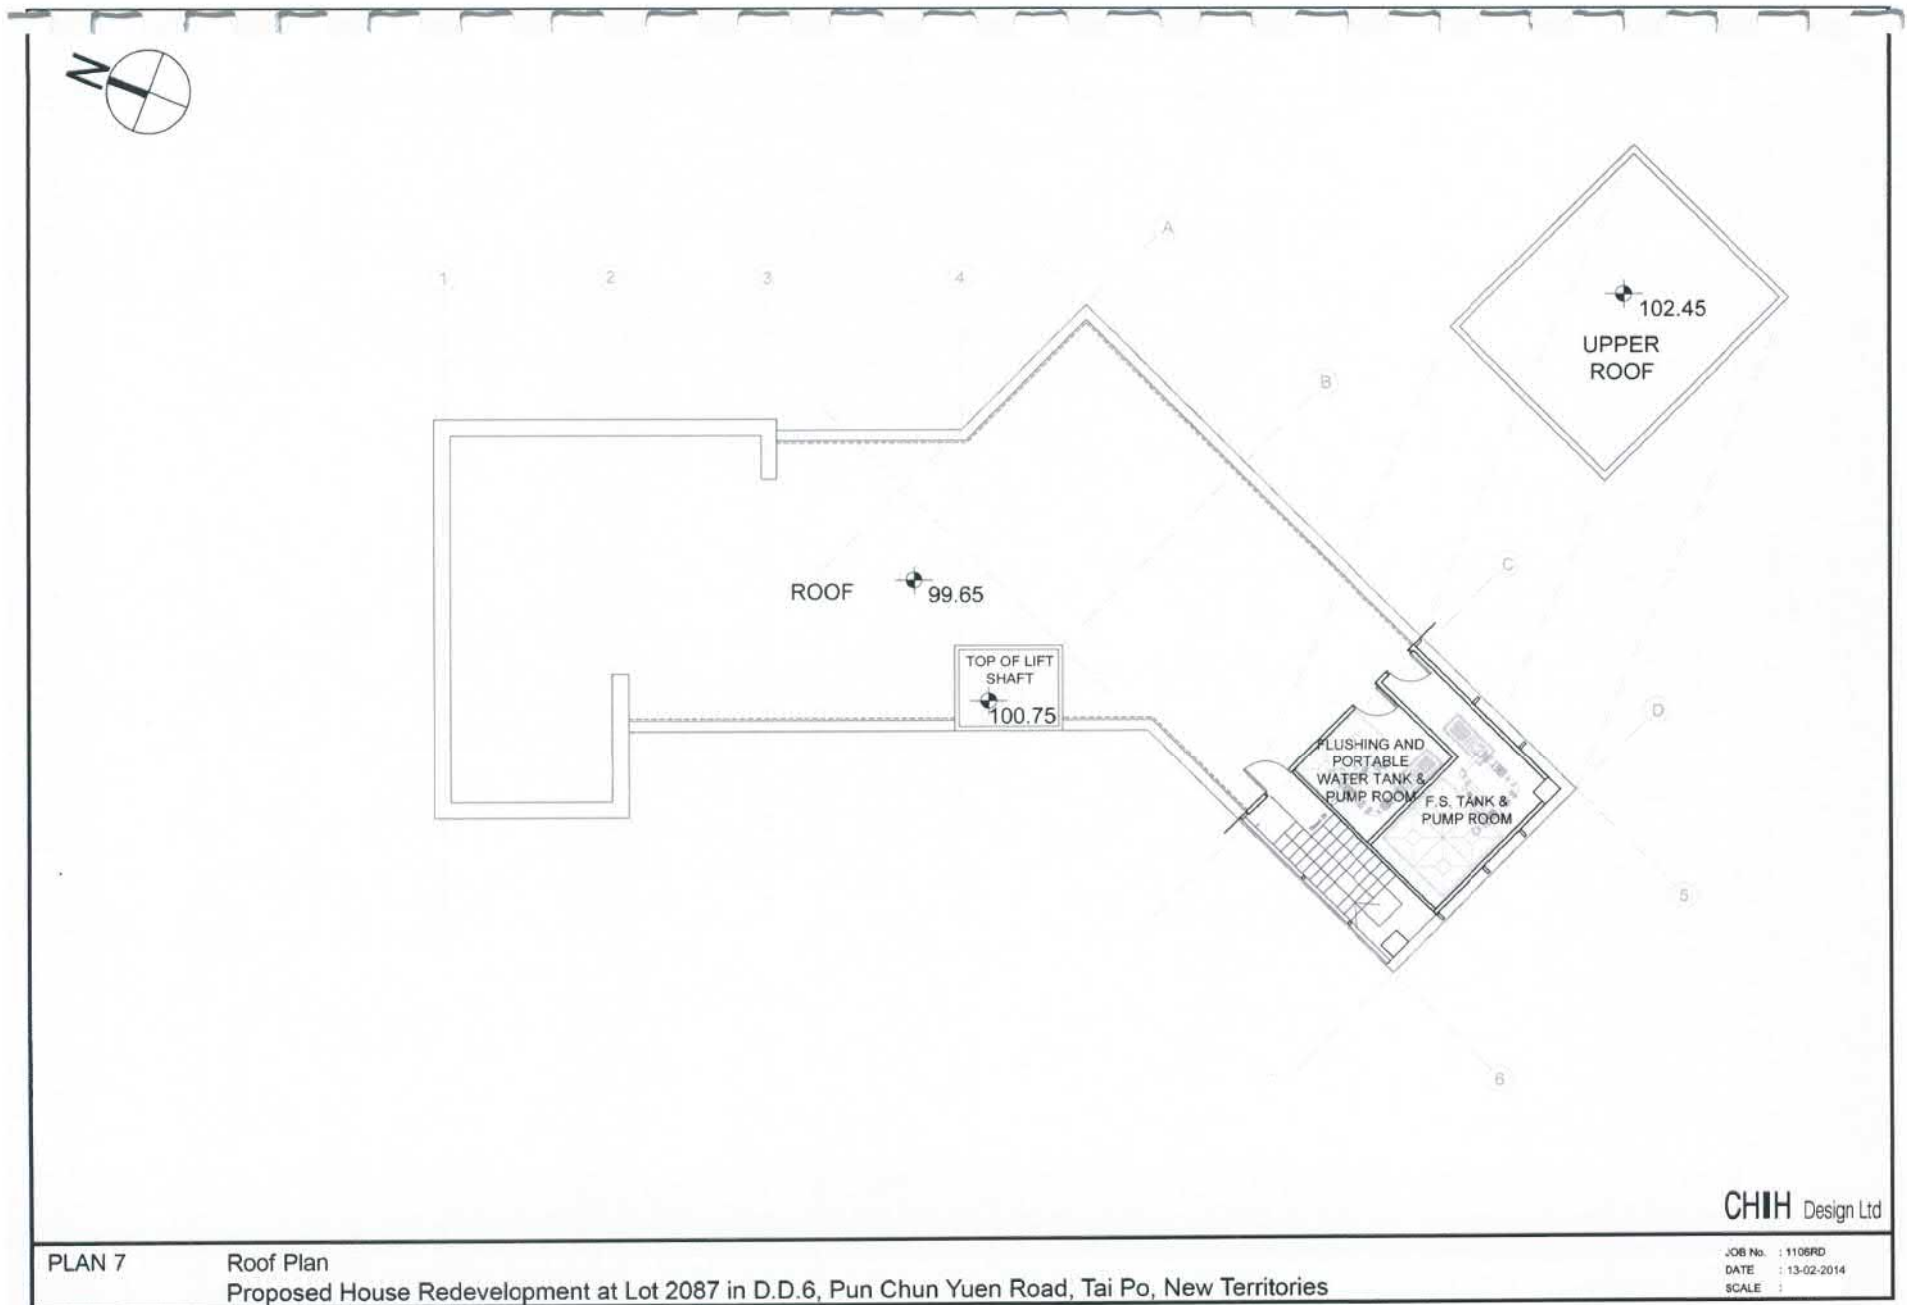 N
A
1
2
3
4
102.45
UPPER
ROOF
B
C
ROOF
99.65
TOP OF LIFT
SHAFT
100.75
D
FLUSHING AND
PORTABLE
WATER TANK &
PUMP ROOM
F.S. TANK &
PUMP ROOM
5
6
CHIH Design Ltd
PLAN 7
Roof Plan
Proposed House Redevelopment at Lot 2087 in D.D.6, Pun Chun Yuen Road, Tai Po, New Territories
JOB No. : 1106RD
DATE : 13-02-2014
SCALE :